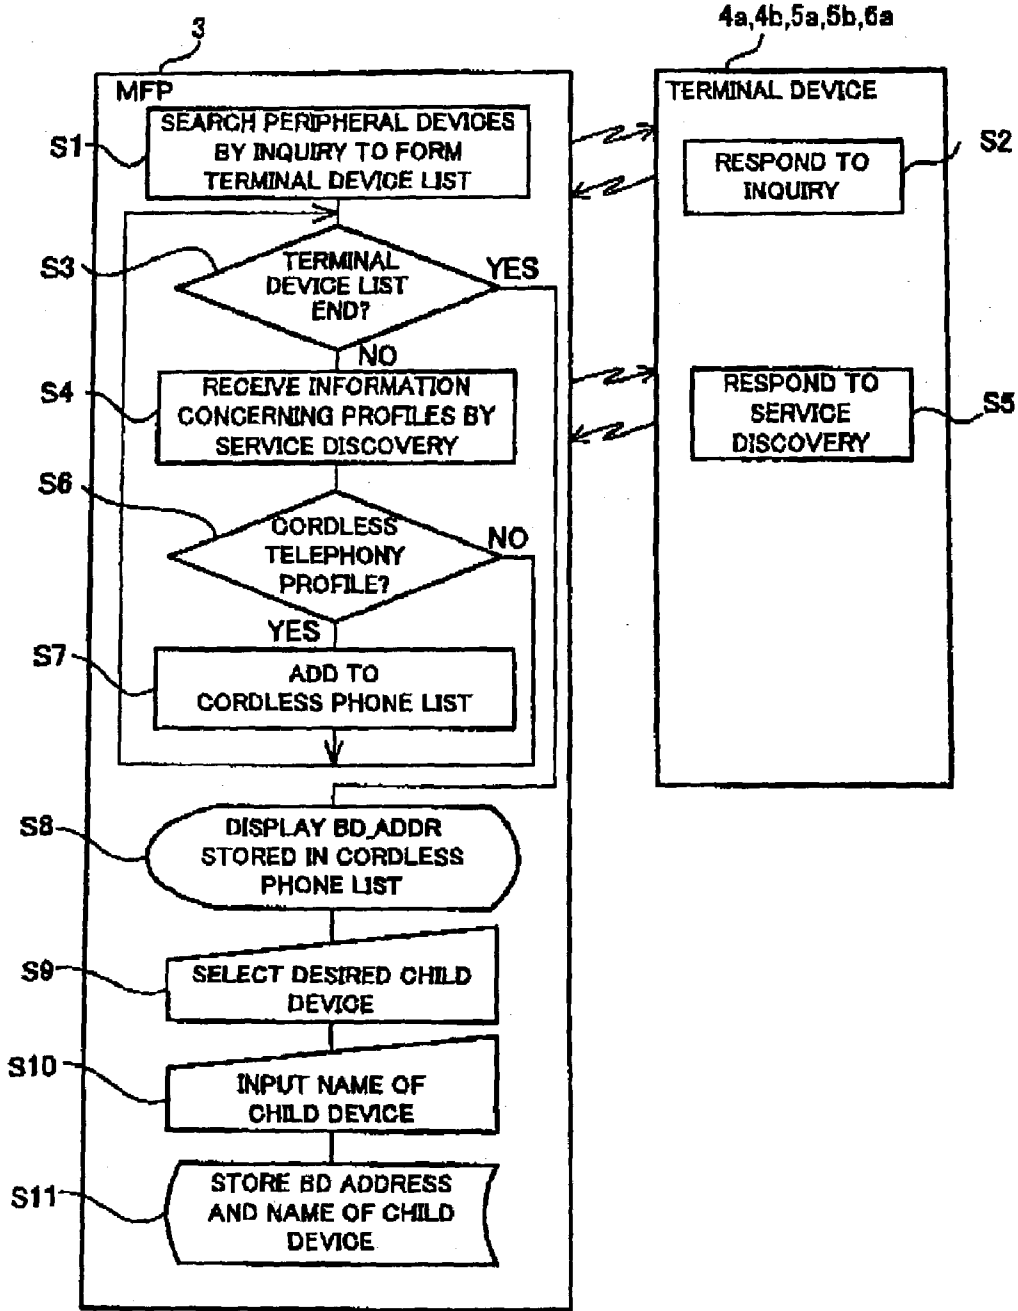 3
4a,4b,5a,5b,6a
MFP
TERMINAL DEVICE
S1
SEARCH PERIPHERAL DEVICES
BY INQUIRY TO FORM
TERMINAL DEVICE LIST
RESPOND TO
INQUIRY
S2
S3
TERMINAL
DEVICE LIST
END?
YES
NO
S4
RECEIVE INFORMATION
CONCERNING PROFILES BY
SERVICE DISCOVERY
RESPOND TO
SERVICE
DISCOVERY
S5
S6
CORDLESS
TELEPHONY
PROFILE?
NO
YES
S7
ADD TO
CORDLESS PHONE LIST
S8
DISPLAY BD_ADDR
STORED IN CORDLESS
PHONE LIST
S9
SELECT DESIRED CHILD
DEVICE
S10
INPUT NAME OF
CHILD DEVICE
S11
STORE BD ADDRESS
AND NAME OF CHILD
DEVICE